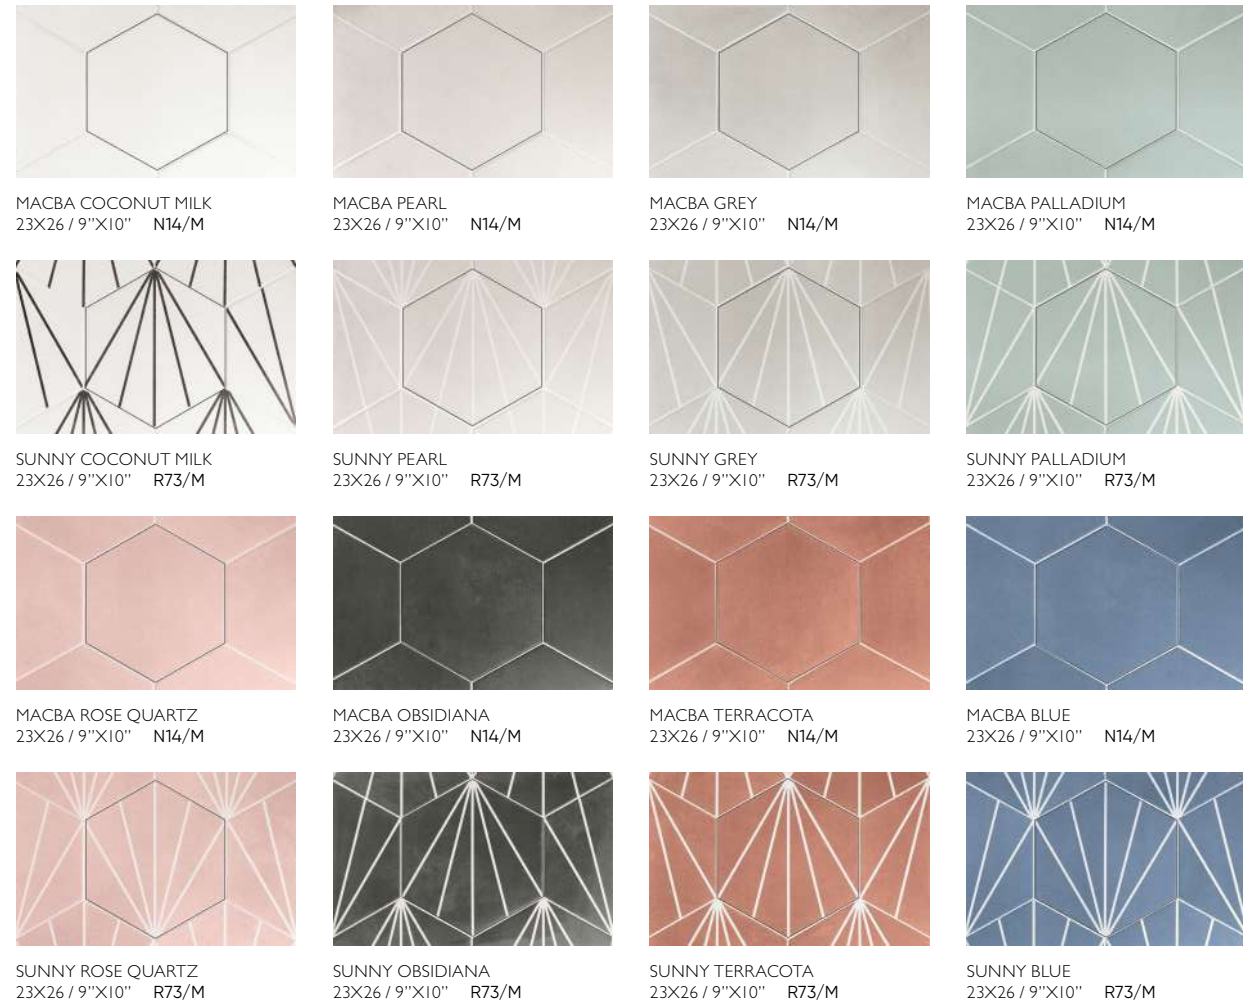 MACBA COCONUT MILK
23X26 / 9”X10” N14/M
MACBA PEARL
23X26 / 9”X10” N14/M
MACBA GREY
23X26 / 9”X10” N14/M
MACBA PALLADIUM
23X26 / 9”X10” N14/M
SUNNY COCONUT MILK
23X26 / 9”X10” R73/M
SUNNY PEARL
23X26 / 9”X10” R73/M
SUNNY GREY
23X26 / 9”X10” R73/M
SUNNY PALLADIUM
23X26 / 9”X10” R73/M
MACBA ROSE QUARTZ
23X26 / 9”X10” N14/M
MACBA OBSIDIANA
23X26 / 9”X10” N14/M
MACBA TERRACOTA
23X26 / 9”X10” N14/M
MACBA BLUE
23X26 / 9”X10” N14/M
SUNNY ROSE QUARTZ
23X26 / 9”X10” R73/M
SUNNY OBSIDIANA
23X26 / 9”X10” R73/M
SUNNY TERRACOTA
23X26 / 9”X10” R73/M
SUNNY BLUE
23X26 / 9”X10” R73/M